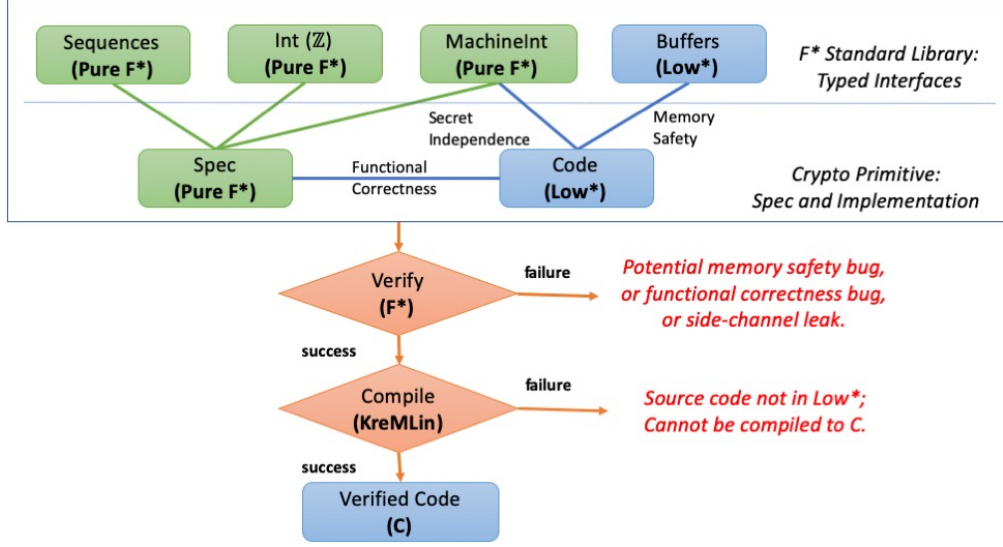 Sequences
(Pure F*)
Int (ℤ)
(Pure F*)
MachineInt
(Pure F*)
Buffers
(Low*)
F* Standard Library:
Typed Interfaces
Secret
Independence
Memory
Safety
Spec
(Pure F*)
Functional
Correctness
Code
(Low*)
Crypto Primitive:
Spec and Implementation
Verify
(F*)
failure
Potential memory safety bug,
or functional correctness bug,
or side-channel leak.
success
Compile
(KreMLin)
failure
Source code not in Low*;
Cannot be compiled to C.
success
Verified Code
(C)